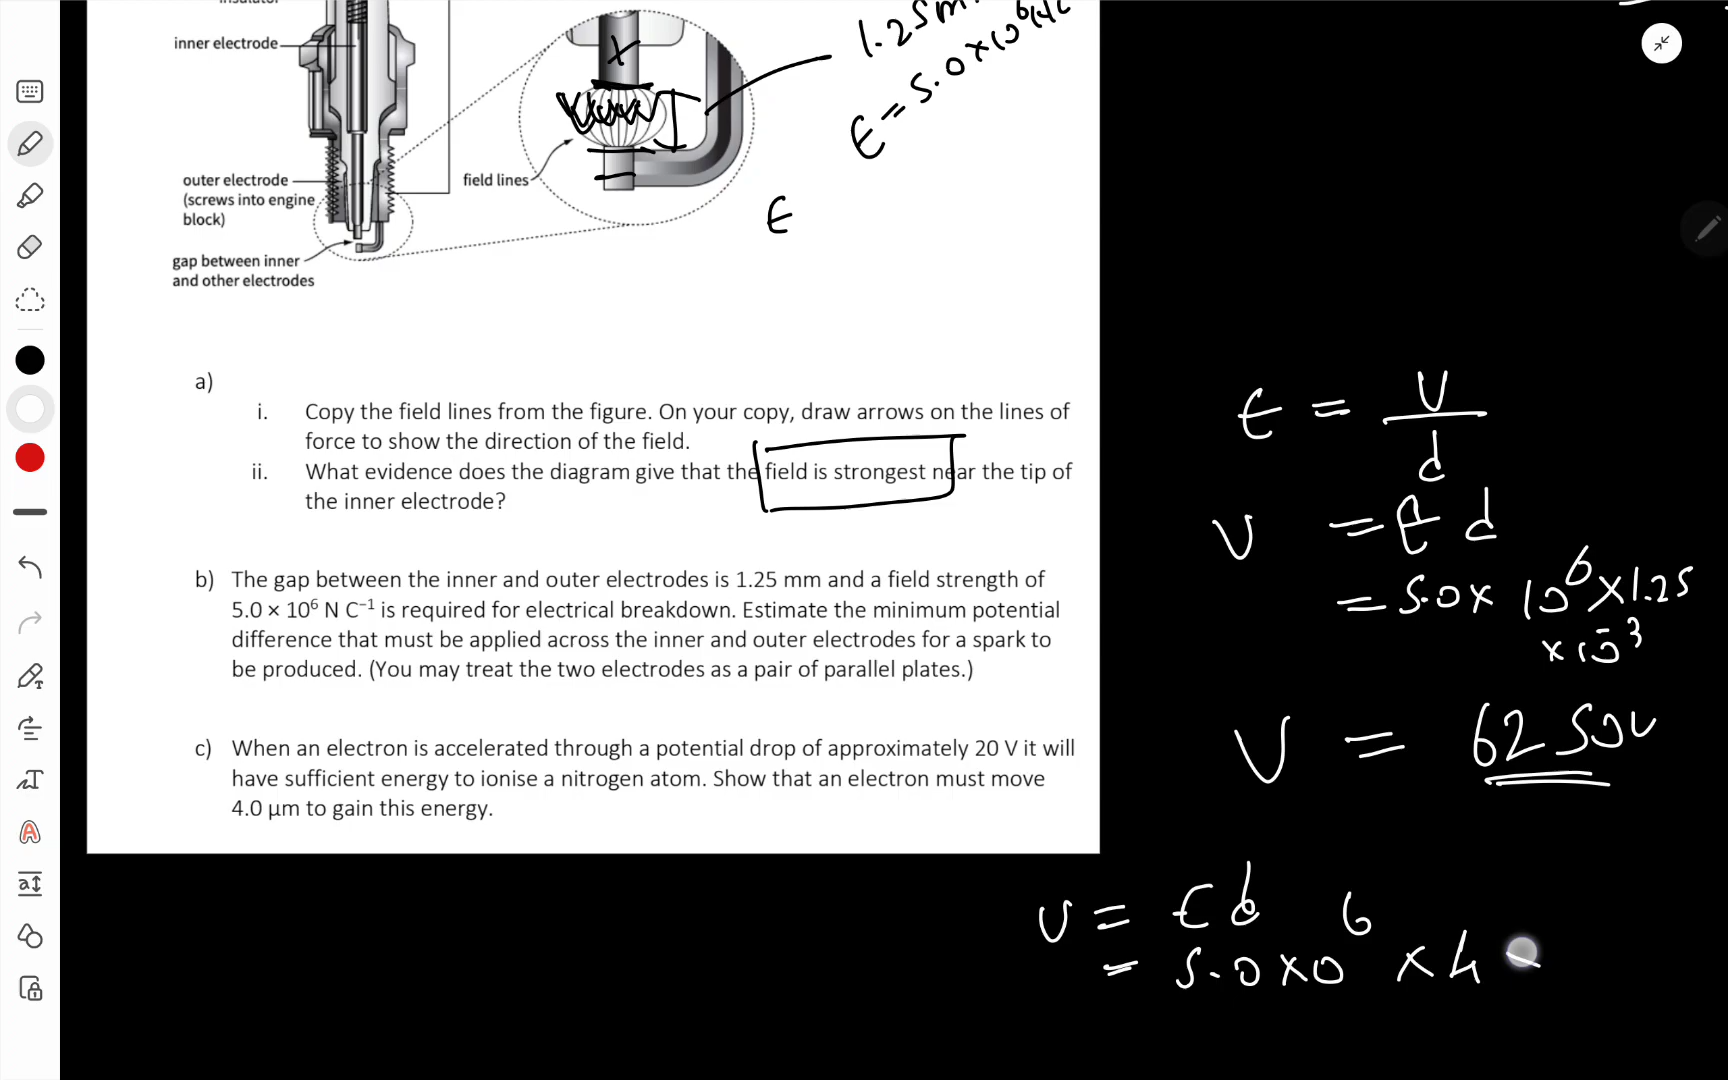 inner electrode
outer electrode
(screws into engine
block)
field lines
gap between inner
and other electrodes
E = 5.0 x 10⁶
E
a)
i. Copy the field lines from the figure. On your copy, draw arrows on the lines of
force to show the direction of the field.
ii. What evidence does the diagram give that the field is strongest near the tip of
the inner electrode?
b) The gap between the inner and outer electrodes is 1.25 mm and a field strength of
5.0 × 10⁶ N C⁻¹ is required for electrical breakdown. Estimate the minimum potential
difference that must be applied across the inner and outer electrodes for a spark to
be produced. (You may treat the two electrodes as a pair of parallel plates.)
c) When an electron is accelerated through a potential drop of approximately 20 V it will
have sufficient energy to ionise a nitrogen atom. Show that an electron must move
4.0 µm to gain this energy.
E = V/d
V = E d
= 5.0 x 10⁶ x 1.25
x 10⁻³
V = 6250V
V = E d
= 5.0 x 0⁶ x 4